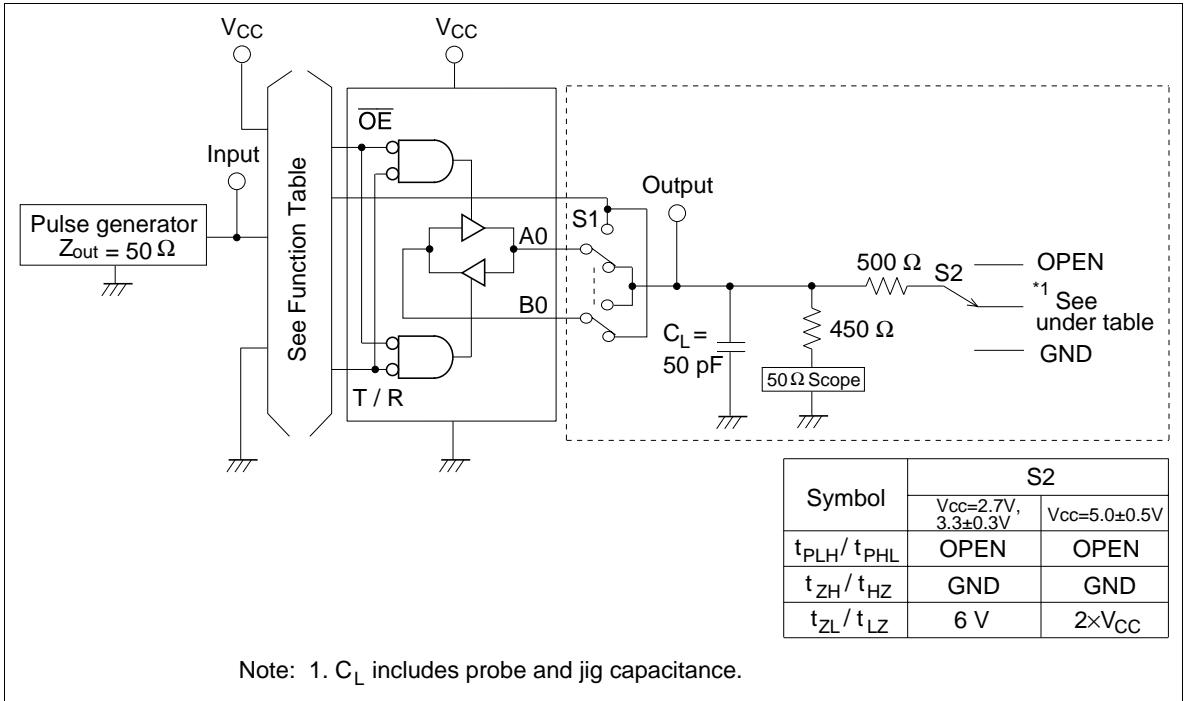 VCC
VCC
Input
Pulse generator
Zout = 50 Ω
See Function Table
OE
T / R
A0
B0
S1
Output
CL =
50 pF
500 Ω
450 Ω
50 Ω Scope
S2
OPEN
*1 See
under table
GND
Symbol
S2
Vcc=2.7V,
3.3±0.3V
Vcc=5.0±0.5V
tPLH / tPHL OPEN OPEN
tZH / tHZ GND GND
tZL / tLZ 6 V 2×VCC
Note: 1. CL includes probe and jig capacitance.